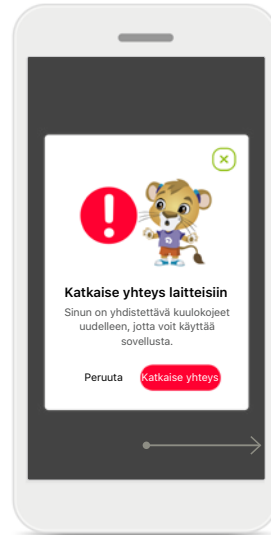 Katkaise yhteys laitteisiin
Sinun on yhdistettävä kuulokojeet
uudelleen, jotta voit käyttää
sovellusta.
Peruuta Katkaise yhteys